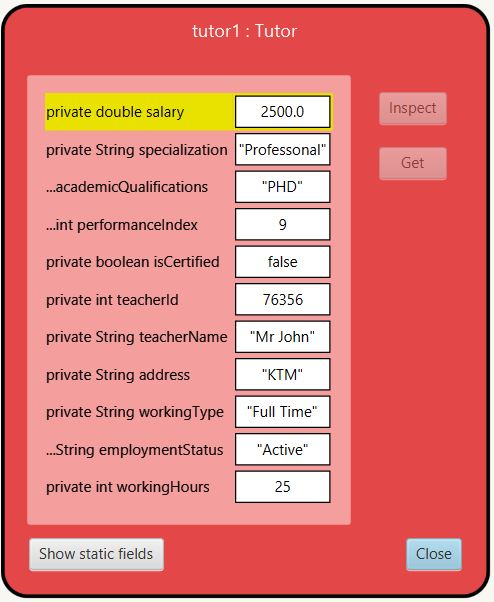 tutor1 : Tutor
private double salary 2500.0
Inspect
private String specialization "Professonal"
Get
...academicQualifications "PHD"
...int performanceIndex 9
private boolean isCertified false
private int teacherId 76356
private String teacherName "Mr John"
private String address "KTM"
private String workingType "Full Time"
...String employmentStatus "Active"
private int workingHours 25
Show static fields
Close